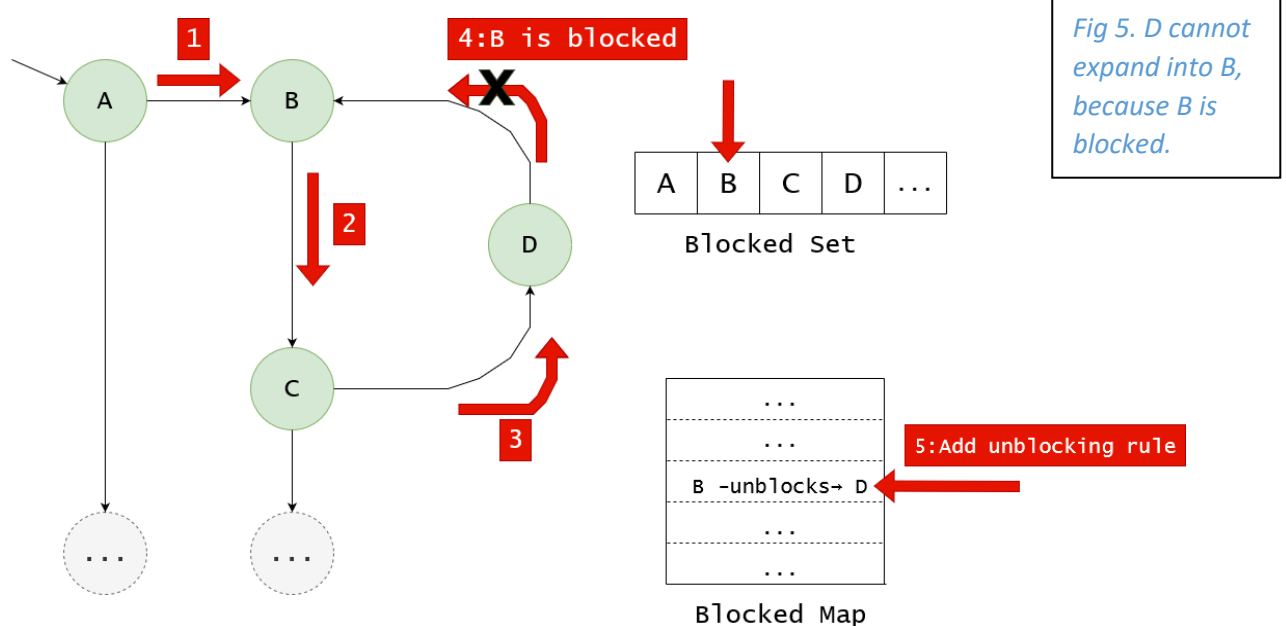 1
4:B is blocked
Fig 5. D cannot
expand into B,
because B is
blocked.
A
B
A B C D ...
2
D
Blocked Set
C
3
...
...
5:Add unblocking rule
B -unblocks→ D
...
...
...
...
Blocked Map